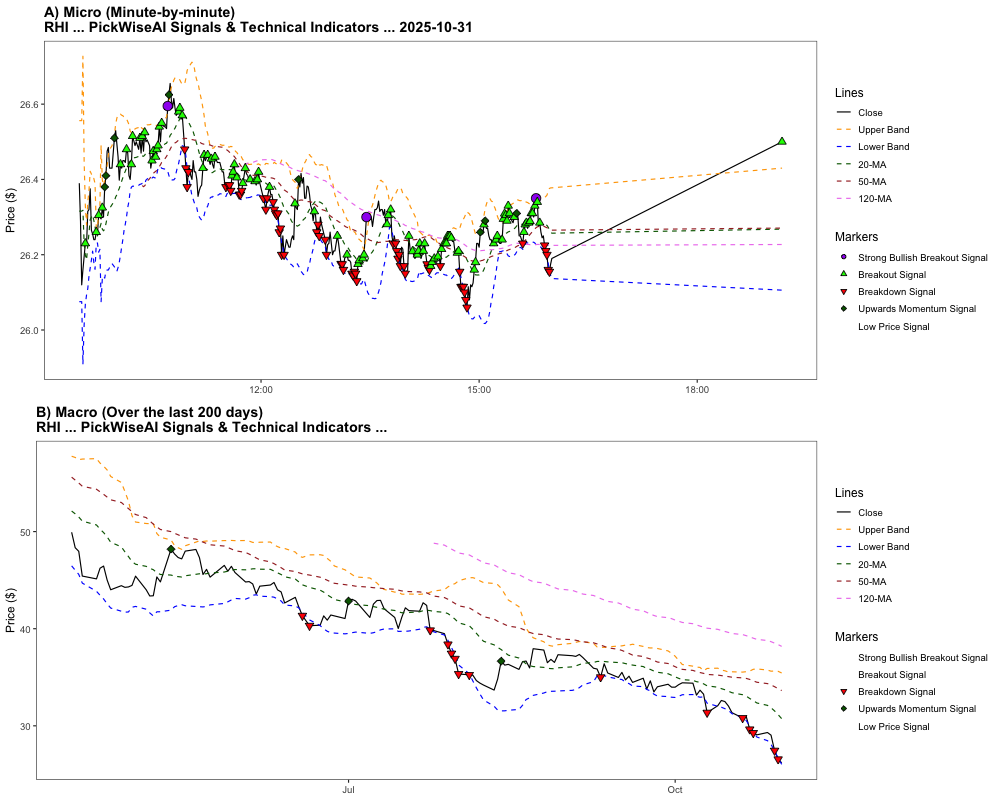 A) Micro (Minute-by-minute)
RHI ... PickWiseAI Signals & Technical Indicators ... 2025-10-31
Price ($)
26.6
26.4
26.2
26.0
12:00
15:00
18:00
Lines
Close
Upper Band
Lower Band
20-MA
50-MA
120-MA
Markers
Strong Bullish Breakout Signal
Breakout Signal
Breakdown Signal
Upwards Momentum Signal
Low Price Signal
B) Macro (Over the last 200 days)
RHI ... PickWiseAI Signals & Technical Indicators ...
Price ($)
50
40
30
Jul
Oct
Lines
Close
Upper Band
Lower Band
20-MA
50-MA
120-MA
Markers
Strong Bullish Breakout Signal
Breakout Signal
Breakdown Signal
Upwards Momentum Signal
Low Price Signal